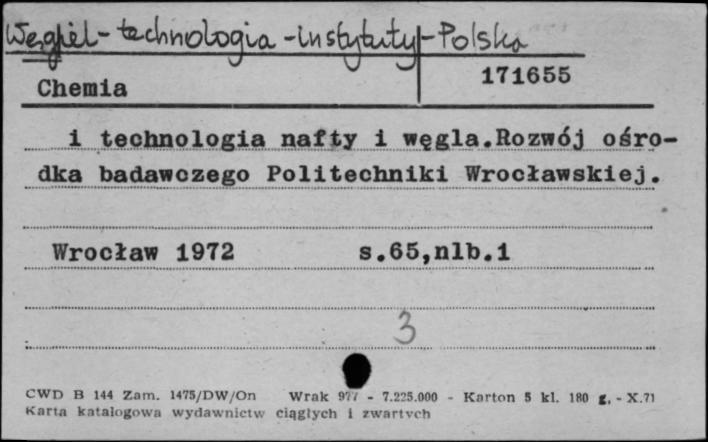 Węgiel - technologia - instytuty - Polska
171655
Chemia
i technologia nafty i węgla.Rozwój ośro-
dka badawczego Politechniki Wrocławskiej.
Wrocław 1972 s.65,nlb.1
3
CWD B 144 Zam. 1475/DW/On Wrak 977 - 7.225.000 - Karton 5 kl. 180 g. - X.71
Karta katalogowa wydawnictw ciągłych i zwartych